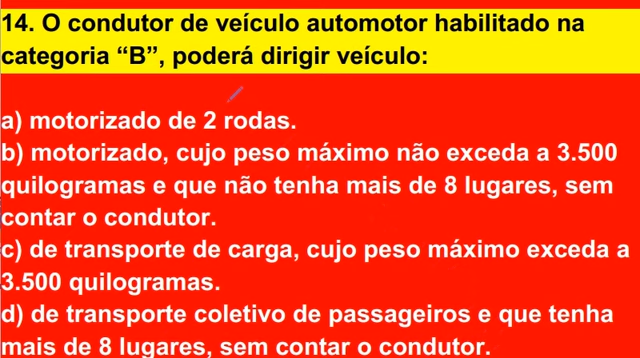 14. O condutor de veículo automotor habilitado na
categoria “B”, poderá dirigir veículo:
a) motorizado de 2 rodas.
b) motorizado, cujo peso máximo não exceda a 3.500
quilogramas e que não tenha mais de 8 lugares, sem
contar o condutor.
c) de transporte de carga, cujo peso máximo exceda a
3.500 quilogramas.
d) de transporte coletivo de passageiros e que tenha
mais de 8 lugares, sem contar o condutor.